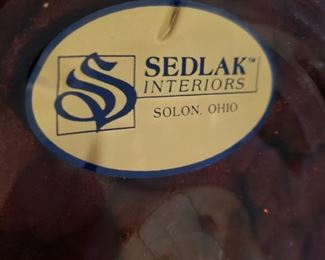 S
SEDLAK™
INTERIORS
SOLON, OHIO